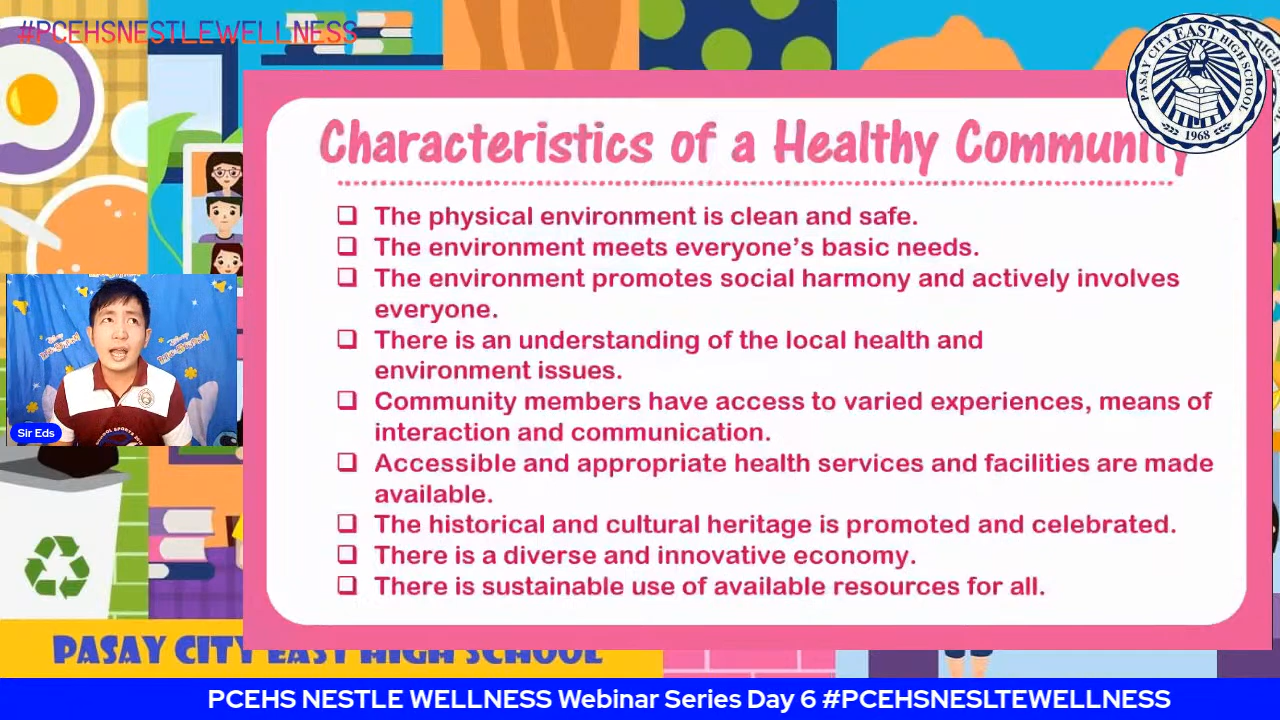 #PCEHSNESTLEWELLNESS
PASAY CITY EAST HIGH SCHOOL
1968
Characteristics of a Healthy Community
❑ The physical environment is clean and safe.
❑ The environment meets everyone's basic needs.
❑ The environment promotes social harmony and actively involves
everyone.
❑ There is an understanding of the local health and
environment issues.
❑ Community members have access to varied experiences, means of
interaction and communication.
❑ Accessible and appropriate health services and facilities are made
available.
❑ The historical and cultural heritage is promoted and celebrated.
❑ There is a diverse and innovative economy.
❑ There is sustainable use of available resources for all.
Sir Eds
PASAY CITY EAST HIGH SCHOOL
PCEHS NESTLE WELLNESS Webinar Series Day 6 #PCEHSNESLTEWELLNESS